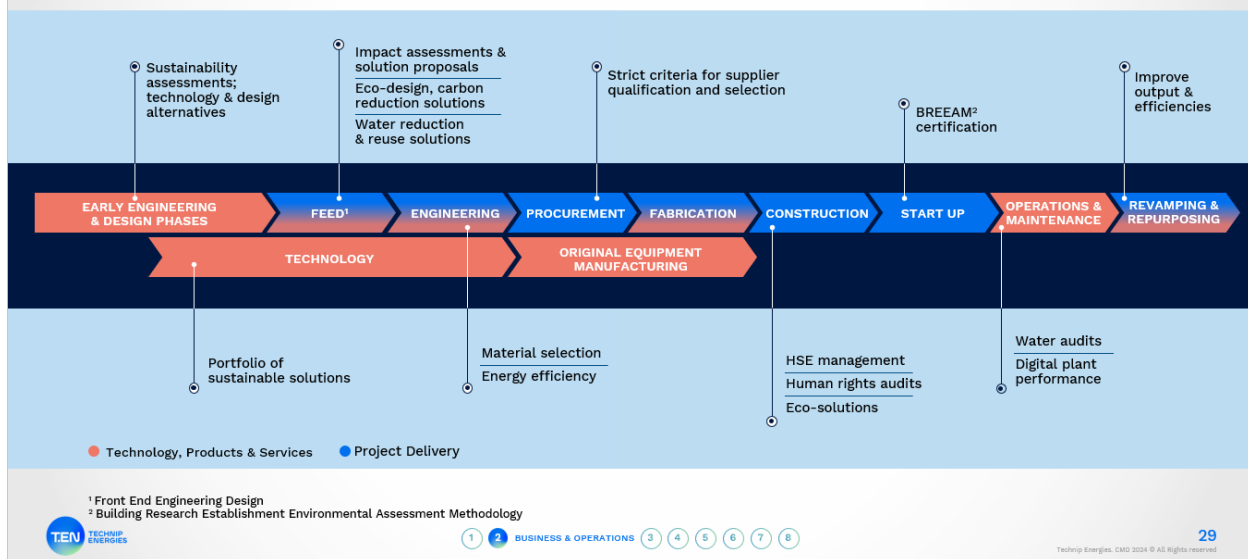 Sustainability
assessments;
technology & design
alternatives
Impact assessments &
solution proposals
Eco-design, carbon
reduction solutions
Water reduction
& reuse solutions
Strict criteria for supplier
qualification and selection
BREEAM²
certification
Improve
output &
efficiencies
EARLY ENGINEERING
& DESIGN PHASES
FEED¹
ENGINEERING
PROCUREMENT
FABRICATION
CONSTRUCTION
START UP
OPERATIONS &
MAINTENANCE
REVAMPING &
REPURPOSING
TECHNOLOGY
ORIGINAL EQUIPMENT
MANUFACTURING
Portfolio of
sustainable solutions
Material selection
Energy efficiency
HSE management
Human rights audits
Eco-solutions
Water audits
Digital plant
performance
Technology, Products & Services
Project Delivery
¹ Front End Engineering Design
² Building Research Establishment Environmental Assessment Methodology
T.EN TECHNIP
ENERGIES
1 2 BUSINESS & OPERATIONS 3 4 5 6 7 8
29
Technip Energies. CMD 2024 © All Rights reserved